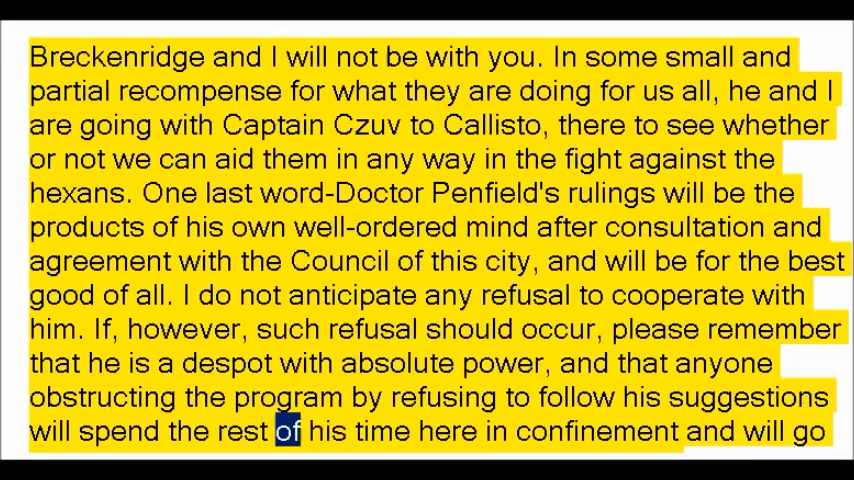 Breckenridge and I will not be with you. In some small and
partial recompense for what they are doing for us all, he and I
are going with Captain Czuv to Callisto, there to see whether
or not we can aid them in any way in the fight against the
hexans. One last word-Doctor Penfield's rulings will be the
products of his own well-ordered mind after consultation and
agreement with the Council of this city, and will be for the best
good of all. I do not anticipate any refusal to cooperate with
him. If, however, such refusal should occur, please remember
that he is a despot with absolute power, and that anyone
obstructing the program by refusing to follow his suggestions
will spend the rest of his time here in confinement and will go